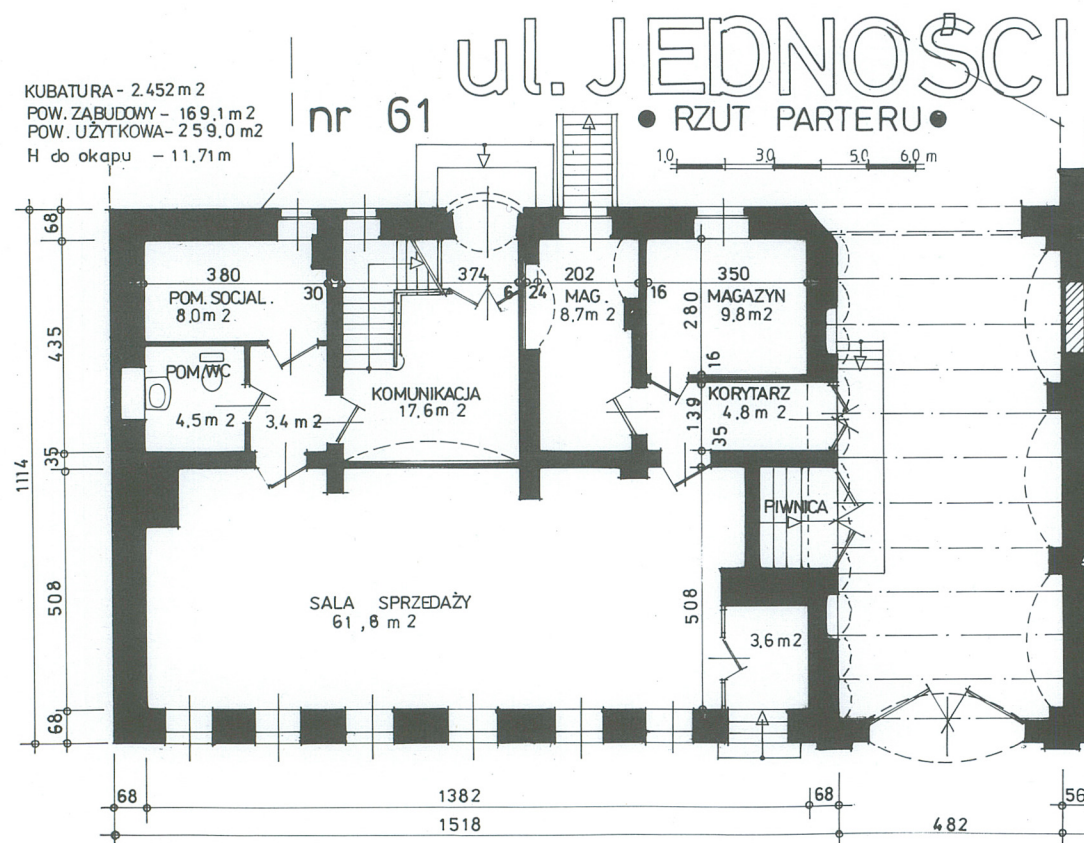 ul. JEDNOŚCI
nr 61
• RZUT PARTERU •
KUBATURA - 2.452 m 2
POW. ZABUDOWY - 169,1 m2
POW. UŻYTKOWA - 259,0 m2
H do okapu - 11,71m
1,0 3,0 5,0 6,0 m
68
435
35
508
68
1114
380
30
374
6
24
202
16
350
280
16
139
35
508
POM. SOCJAL.
8,0 m 2
MAG.
8,7m 2
MAGAZYN
9,8 m2
POM. WC
4,5 m 2
3,4 m 2
KOMUNIKACJA
17,6 m 2
KORYTARZ
4,8 m 2
PIWNICA
SALA SPRZEDAŻY
61,8 m 2
3,6 m2
68 1382 68 56
1518 482